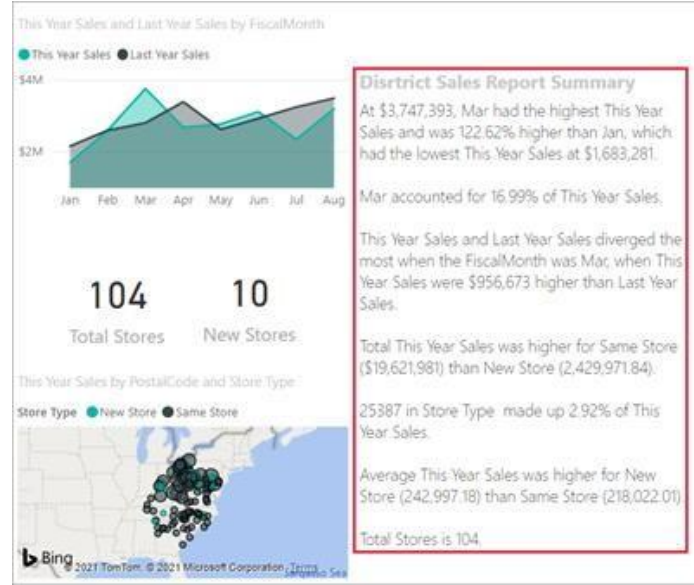 This Year Sales and Last Year Sales by FiscalMonth
This Year Sales Last Year Sales
$4M
$2M
Jan Feb Mar Apr May Jun Jul Aug
104
Total Stores
10
New Stores
This Year Sales by PostalCode and Store Type
Store Type New Store Same Store
Bing
© 2021 TomTom, © 2021 Microsoft Corporation, Terms
Sargasso Sea
Disrtrict Sales Report Summary
At $3,747,393, Mar had the highest This Year
Sales and was 122.62% higher than Jan, which
had the lowest This Year Sales at $1,683,281.
Mar accounted for 16.99% of This Year Sales.
This Year Sales and Last Year Sales diverged the
most when the FiscalMonth was Mar, when This
Year Sales were $956,673 higher than Last Year
Sales.
Total This Year Sales was higher for Same Store
($19,621,981) than New Store (2,429,971.84).
25387 in Store Type made up 2.92% of This
Year Sales.
Average This Year Sales was higher for New
Store (242,997.18) than Same Store (218,022.01).
Total Stores is 104.